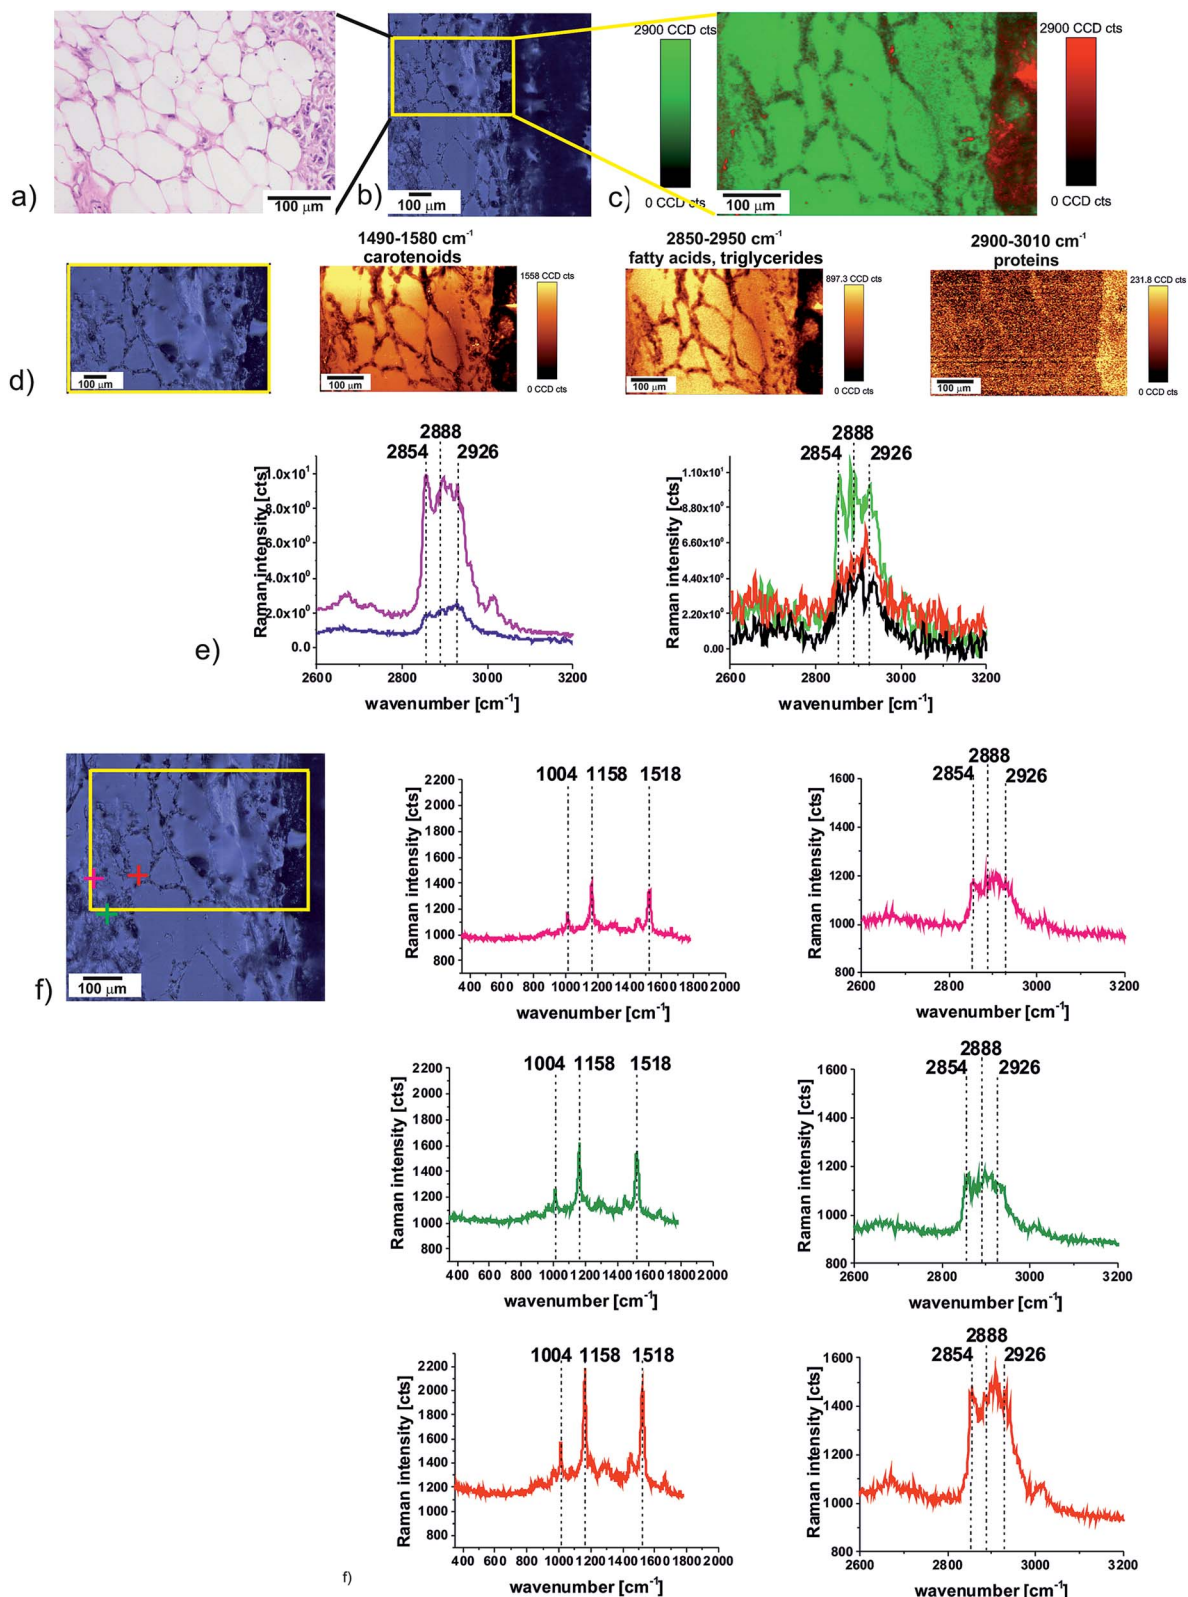 a)
100 µm
b)
100 µm
2900 CCD cts
0 CCD cts
c)
100 µm
2900 CCD cts
0 CCD cts
d)
100 µm
1490-1580 cm⁻¹
carotenoids
100 µm
1558 CCD cts
0 CCD cts
2850-2950 cm⁻¹
fatty acids, triglycerides
100 µm
897.3 CCD cts
0 CCD cts
2900-3010 cm⁻¹
proteins
100 µm
231.8 CCD cts
0 CCD cts
e)
2888
2854 2926
Raman intensity [cts]
1.0x10¹
8.0x10⁰
6.0x10⁰
4.0x10⁰
2.0x10⁰
0.0
2600 2800 3000 3200
wavenumber [cm⁻¹]
2888
2854 2926
Raman intensity [cts]
1.10x10¹
8.80x10⁰
6.60x10⁰
4.40x10⁰
2.20x10⁰
0.00
2600 2800 3000 3200
wavenumber [cm⁻¹]
f)
100 µm
1004 1158 1518
Raman intensity [cts]
2200
2000
1800
1600
1400
1200
1000
800
400 600 800 1000 1200 1400 1600 1800 2000
wavenumber [cm⁻¹]
2888
2854 2926
Raman intensity [cts]
1600
1400
1200
1000
800
2600 2800 3000 3200
wavenumber [cm⁻¹]
1004 1158 1518
Raman intensity [cts]
2200
2000
1800
1600
1400
1200
1000
800
400 600 800 1000 1200 1400 1600 1800 2000
wavenumber [cm⁻¹]
2888
2854 2926
Raman intensity [cts]
1600
1400
1200
1000
800
2600 2800 3000 3200
wavenumber [cm⁻¹]
1004 1158 1518
Raman intensity [cts]
2200
2000
1800
1600
1400
1200
1000
800
400 600 800 1000 1200 1400 1600 1800 2000
wavenumber [cm⁻¹]
2888
2854 2926
Raman intensity [cts]
1600
1400
1200
1000
800
2600 2800 3000 3200
wavenumber [cm⁻¹]
f)